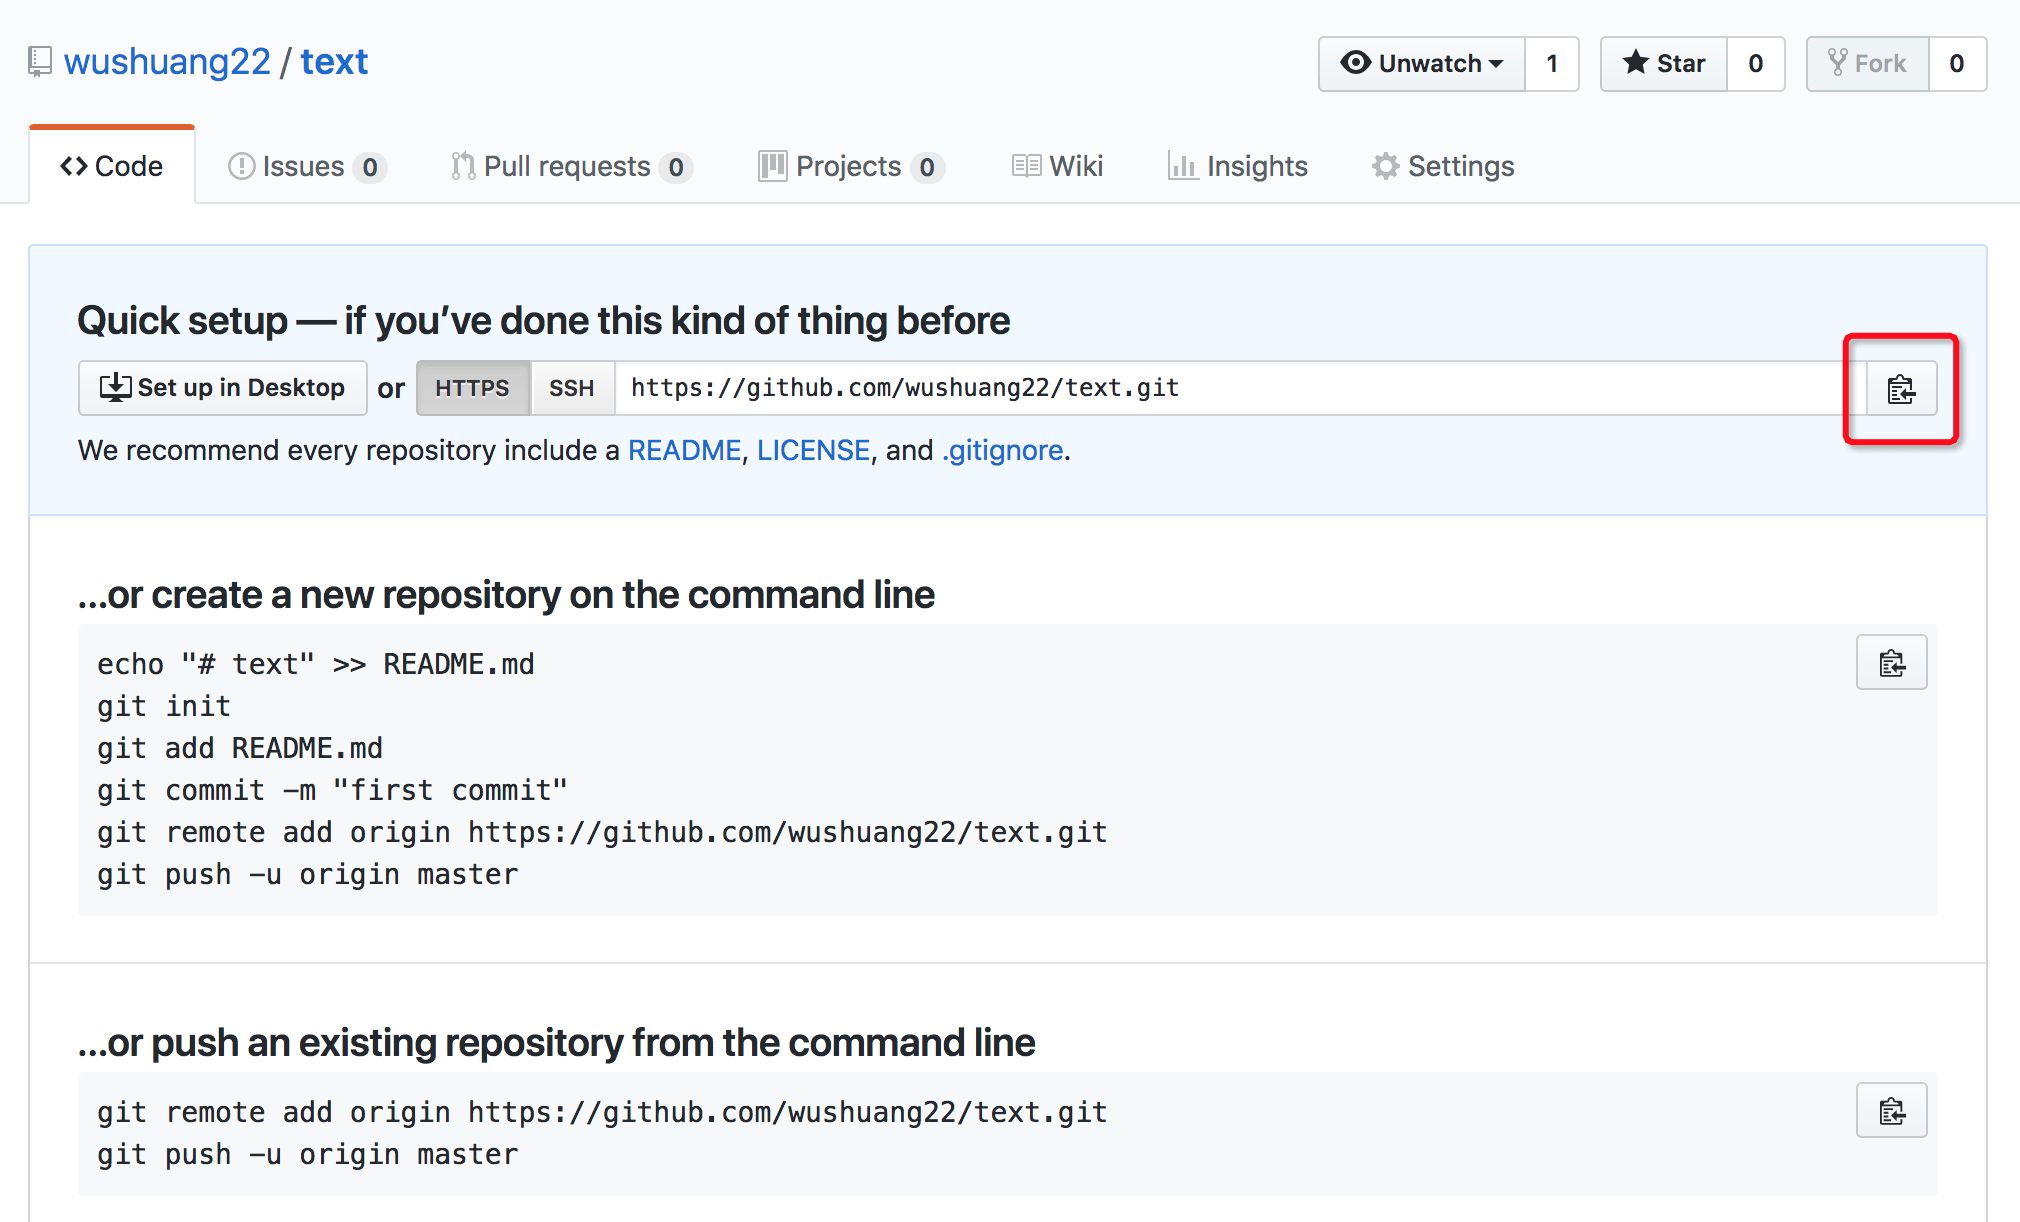 wushuang22 / text
Unwatch 1 Star 0 Fork 0
Code Issues 0 Pull requests 0 Projects 0 Wiki Insights Settings
Quick setup — if you’ve done this kind of thing before
Set up in Desktop or HTTPS SSH https://github.com/wushuang22/text.git
We recommend every repository include a README, LICENSE, and .gitignore.
…or create a new repository on the command line
echo "# text" >> README.md
git init
git add README.md
git commit -m "first commit"
git remote add origin https://github.com/wushuang22/text.git
git push -u origin master
…or push an existing repository from the command line
git remote add origin https://github.com/wushuang22/text.git
git push -u origin master